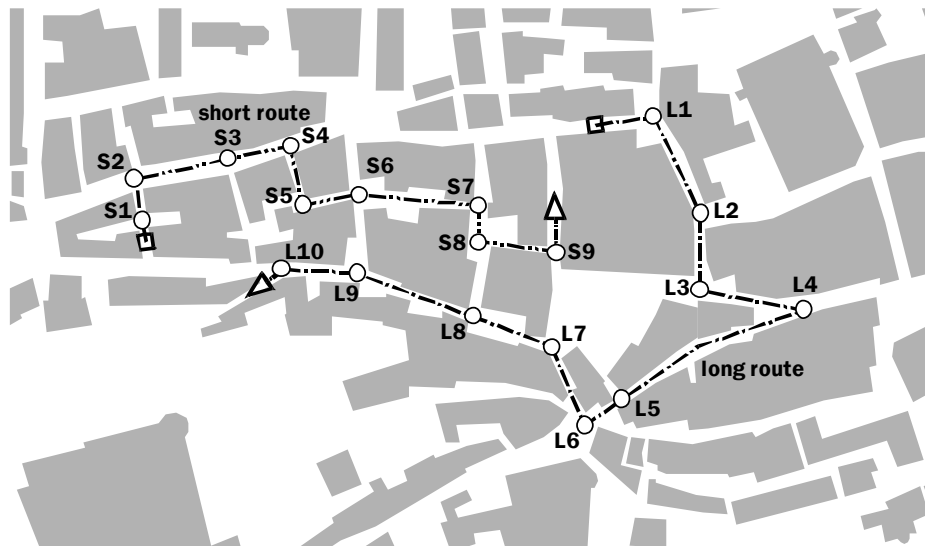 L1
short route
S3
S4
S2
S6
S7
S5
S1
L2
S8
S9
L10
L3
L4
L9
L8
L7
long route
L5
L6